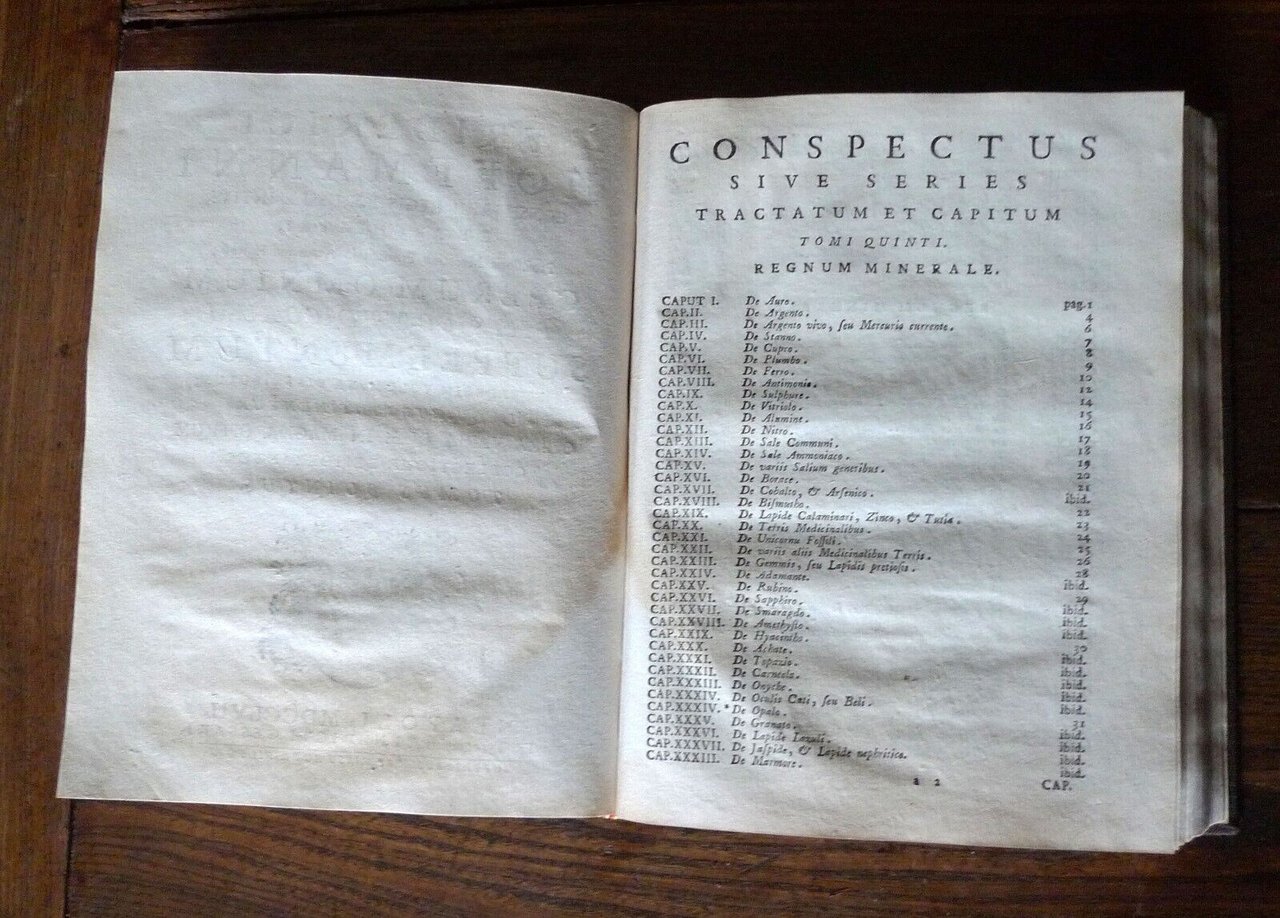 CONSPECTUS
SIVE SERIES
TRACTATUM ET CAPITUM
TOMI QUINTI.
REGNUM MINERALE.
CAPUT I. De Auro. pag.1
CAP.II. De Argento. 4
CAP.III. De Argento vivo, ſeu Mercurio currente. 6
CAP.IV. De Stanno. 7
CAP.V. De Cupro. 8
CAP.VI. De Plumbo. 9
CAP.VII. De Ferro. 10
CAP.VIII. De Antimonio. 12
CAP.IX. De Sulphure. 14
CAP.X. De Vitriolo. 15
CAP.XI. De Alumine. 16
CAP.XII. De Nitro. 17
CAP.XIII. De Sale Communi. 18
CAP.XIV. De Sale Ammoniaco. 19
CAP.XV. De variis Salium generibus. 20
CAP.XVI. De Borace. 21
CAP.XVII. De Cobalto, & Arſenico. ibid.
CAP.XVIII. De Biſmutho. 22
CAP.XIX. De Lapide Calaminari, Zinco, & Tutia. 23
CAP.XX. De Terris Medicinalibus. 24
CAP.XXI. De Unicornu Foſſili. 25
CAP.XXII. De variis aliis Medicinalibus Terris. 26
CAP.XXIII. De Gemmis, ſeu Lapidis pretioſis. 28
CAP.XXIV. De Adamante. ibid.
CAP.XXV. De Rubino. 29
CAP.XXVI. De Sapphiro. ibid.
CAP.XXVII. De Smaragdo. ibid.
CAP.XXVIII. De Amethyſto. ibid.
CAP.XXIX. De Hyacintho. 30
CAP.XXX. De Achate. ibid.
CAP.XXXI. De Topazio. ibid.
CAP.XXXII. De Carneola. ibid.
CAP.XXXIII. De Onyche. ibid.
CAP.XXXIV. De Oculis Cati, ſeu Beli. ibid.
CAP.XXXIV.* De Opalo. 31
CAP.XXXV. De Granato. ibid.
CAP.XXXVI. De Lapide Lazuli. ibid.
CAP.XXXVII. De Jaſpide, & Lapide nephritico. ibid.
CAP.XXXIII. De Marmore. ibid.
a 2 CAP.